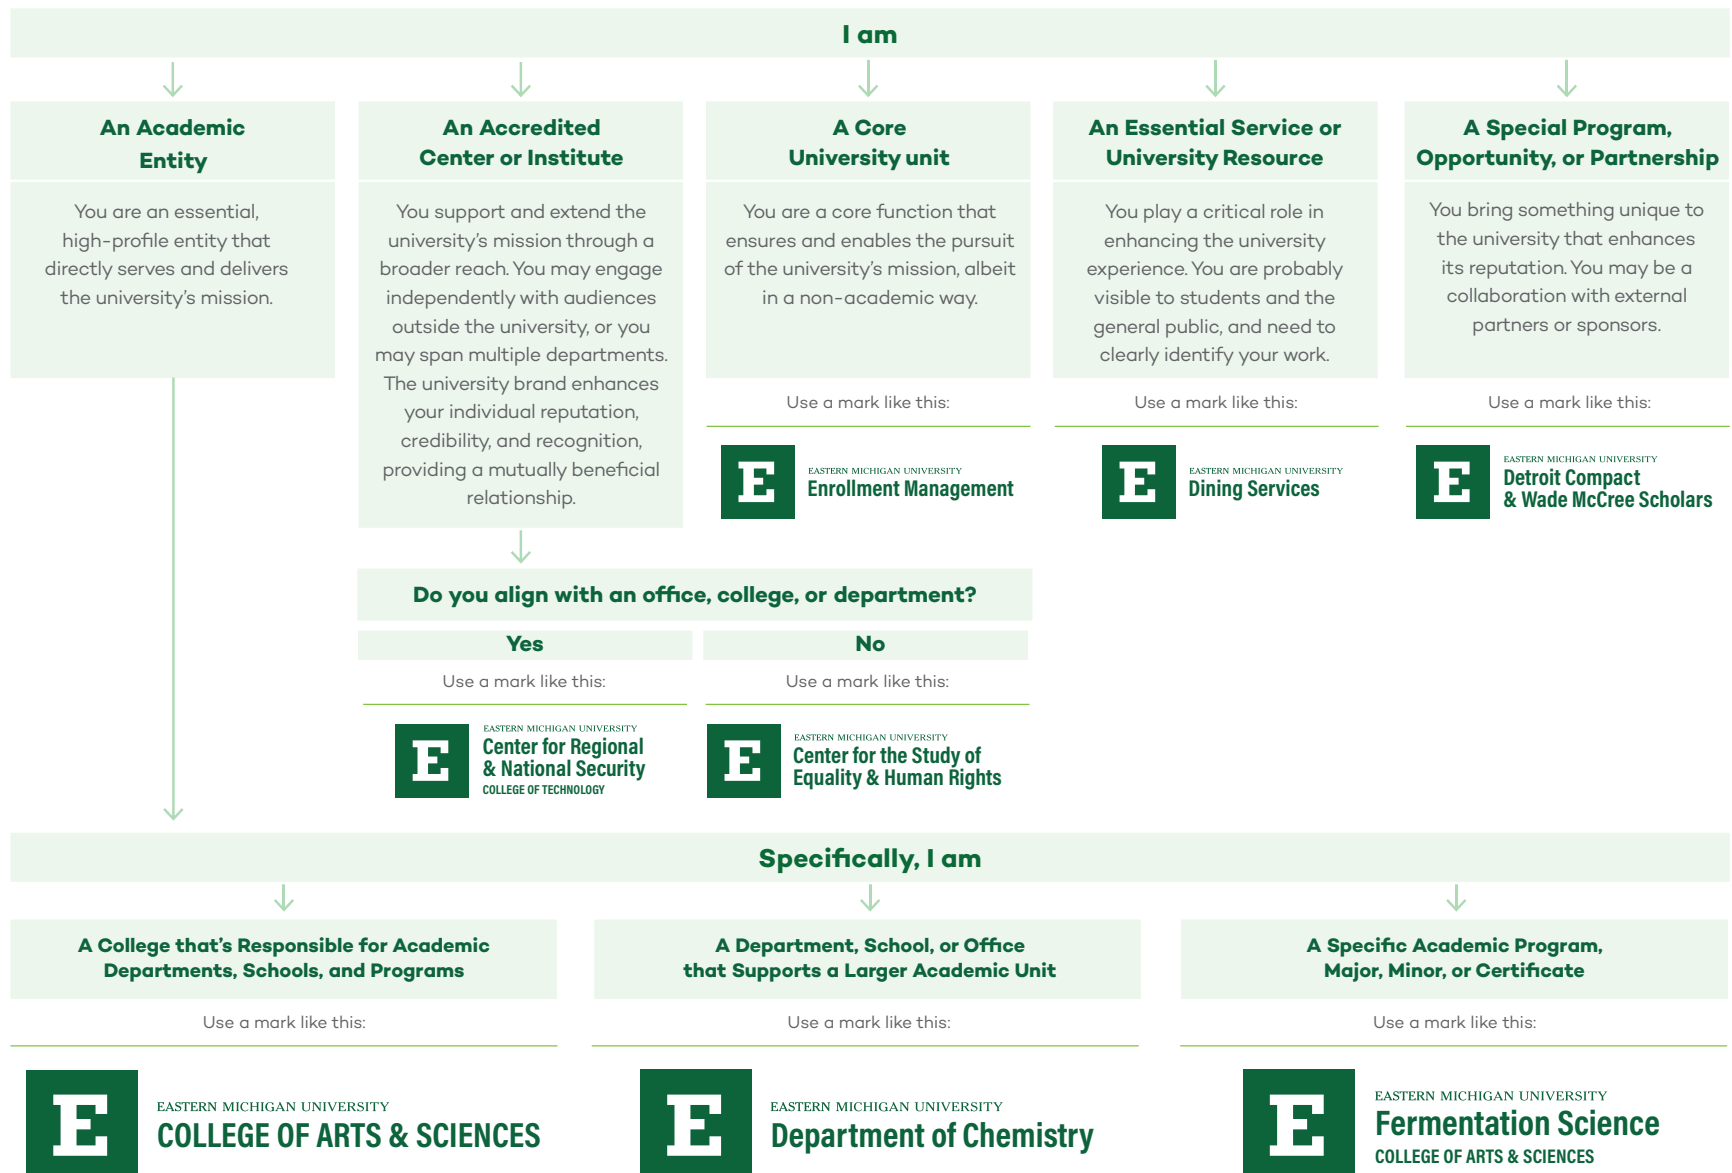 I am
An Academic
Entity
You are an essential,
high-profile entity that
directly serves and delivers
the university's mission.
An Accredited
Center or Institute
You support and extend the
university's mission through a
broader reach. You may engage
independently with audiences
outside the university, or you
may span multiple departments.
The university brand enhances
your individual reputation,
credibility, and recognition,
providing a mutually beneficial
relationship.
A Core
University unit
You are a core function that
ensures and enables the pursuit
of the university's mission, albeit
in a non-academic way.
Use a mark like this:
E
EASTERN MICHIGAN UNIVERSITY
Enrollment Management
An Essential Service or
University Resource
You play a critical role in
enhancing the university
experience. You are probably
visible to students and the
general public, and need to
clearly identify your work.
Use a mark like this:
E
EASTERN MICHIGAN UNIVERSITY
Dining Services
A Special Program,
Opportunity, or Partnership
You bring something unique to
the university that enhances
its reputation. You may be a
collaboration with external
partners or sponsors.
Use a mark like this:
E
EASTERN MICHIGAN UNIVERSITY
Detroit Compact
& Wade McCree Scholars
Do you align with an office, college, or department?
Yes
Use a mark like this:
E
EASTERN MICHIGAN UNIVERSITY
Center for Regional
& National Security
COLLEGE OF TECHNOLOGY
No
Use a mark like this:
E
EASTERN MICHIGAN UNIVERSITY
Center for the Study of
Equality & Human Rights
Specifically, I am
A College that's Responsible for Academic
Departments, Schools, and Programs
Use a mark like this:
E
EASTERN MICHIGAN UNIVERSITY
COLLEGE OF ARTS & SCIENCES
A Department, School, or Office
that Supports a Larger Academic Unit
Use a mark like this:
E
EASTERN MICHIGAN UNIVERSITY
Department of Chemistry
A Specific Academic Program,
Major, Minor, or Certificate
Use a mark like this:
E
EASTERN MICHIGAN UNIVERSITY
Fermentation Science
COLLEGE OF ARTS & SCIENCES